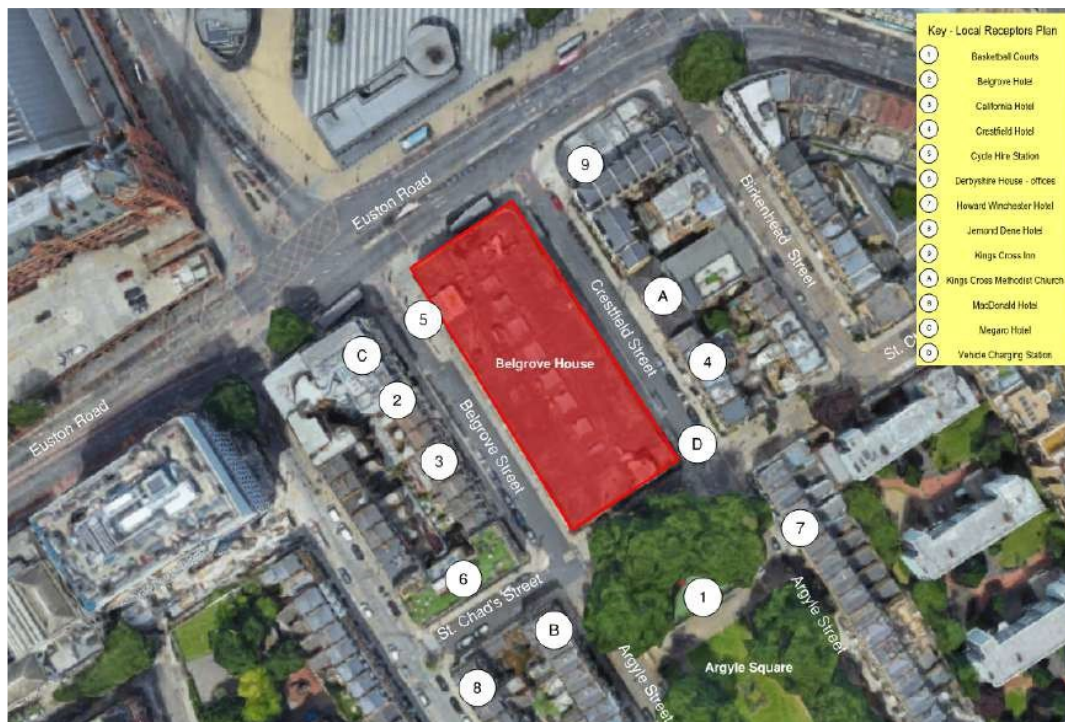 Key - Local Receptors Plan
1 Basketball Courts
2 Belgrove Hotel
3 California Hotel
4 Crestfield Hotel
5 Cycle Hire Station
6 Derbyshire House - offices
7 Howard Winchester Hotel
8 Jemond Dene Hotel
9 Kings Cross Inn
A Kings Cross Methodist Church
B MacDonald Hotel
C Megaro Hotel
D Vehicle Charging Station
Euston Road
9
Birkenhead Street
A
Crestfield Street
5
Belgrove House
C
4
St. C
2
Euston Road
Belgrove Street
3
D
7
6
St. Chad's Street
1
Argyle Street
B
Argyle Square
Argyle Street
8